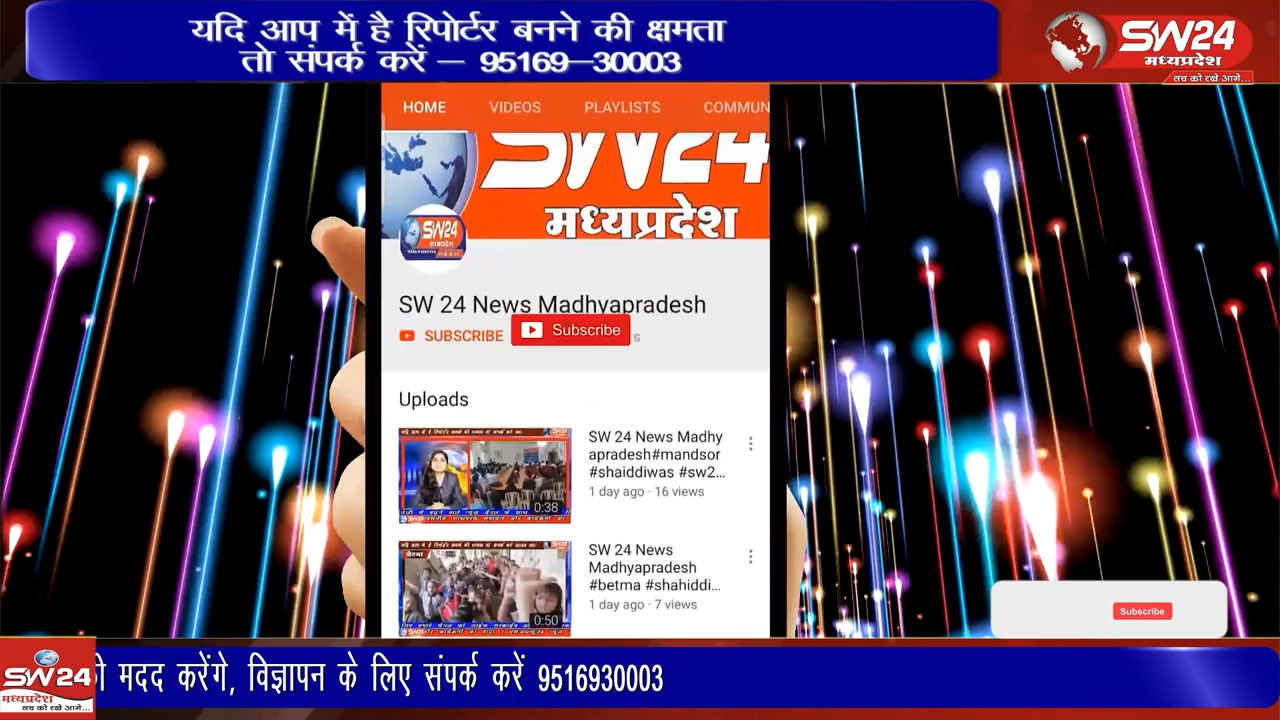 यदि आप में है रिपोर्टर बनने की क्षमता
तो संपर्क करें – 95169–30003
SW24
मध्यप्रदेश
सच को रखे आगे...
HOME VIDEOS PLAYLISTS COMMUN
SW24
मध्यप्रदेश
SW24
SW 24 News Madhyapradesh
SUBSCRIBE
Subscribe
Uploads
SW 24 News Madhy
apradesh#mandsor
#shaiddiwas #sw2...
1 day ago · 16 views
0:38
SW 24 News
Madhyapradesh
#betma #shahiddi...
1 day ago · 7 views
बेटमा
0:50
Subscribe
मदद करेंगे, विज्ञापन के लिए संपर्क करें 9516930003
SW24
मध्यप्रदेश
सच को रखे आगे...